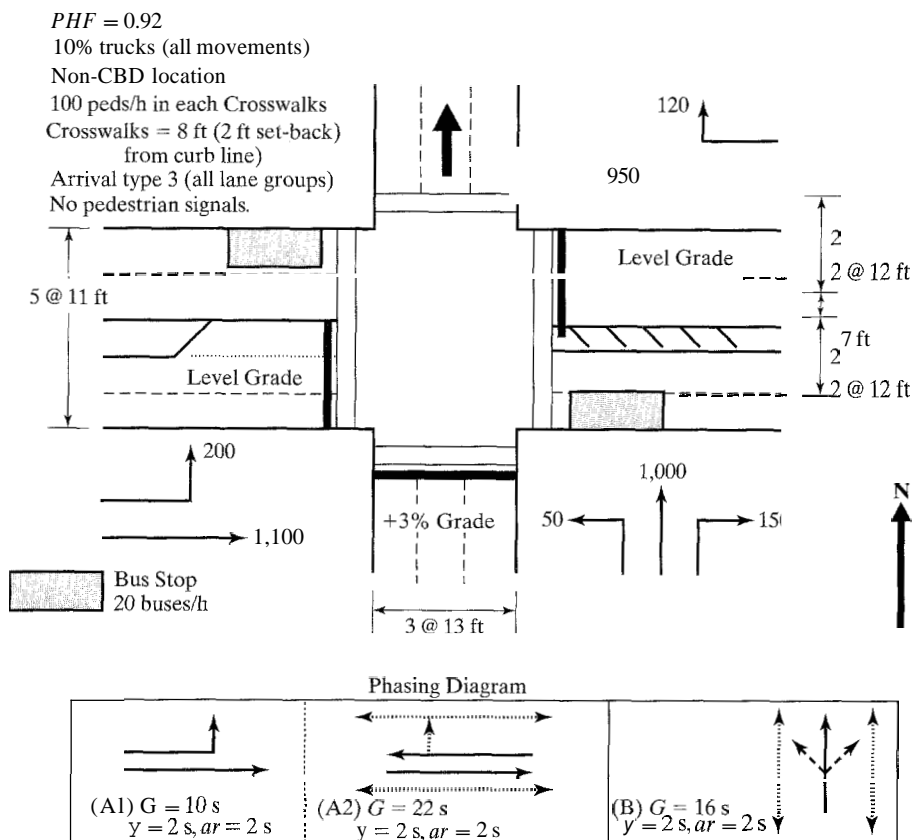 PHF = 0.92
10% trucks (all movements)
Non-CBD location
100 peds/h in each Crosswalks
Crosswalks = 8 ft (2 ft set-back)
from curb line)
Arrival type 3 (all lane groups)
No pedestrian signals.
120
950
Level Grade
2
2 @ 12 ft
5 @ 11 ft
7 ft
2
2 @ 12 ft
Level Grade
200
1,100
+3% Grade
1,000
50
15
N
Bus Stop
20 buses/h
3 @ 13 ft
Phasing Diagram
(A1) G = 10 s
y = 2 s, ar = 2 s
(A2) G = 22 s
y = 2 s, ar = 2 s
(B) G = 16 s
y = 2 s, ar = 2 s